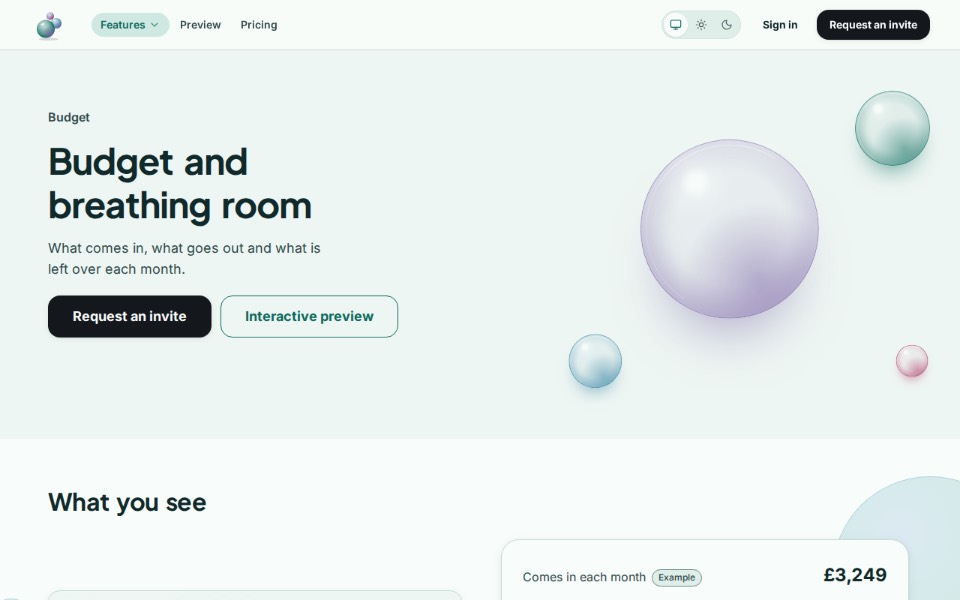 Features
Preview
Pricing
Sign in
Request an invite
Budget
Budget and
breathing room
What comes in, what goes out and what is
left over each month.
Request an invite
Interactive preview
What you see
Comes in each month
Example
£3,249